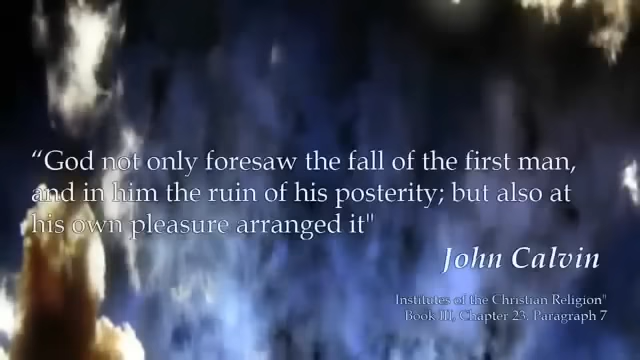 “God not only foresaw the fall of the first man,
and in him the ruin of his posterity; but also at
his own pleasure arranged it"
John Calvin
Institutes of the Christian Religion"
Book III, Chapter 23, Paragraph 7